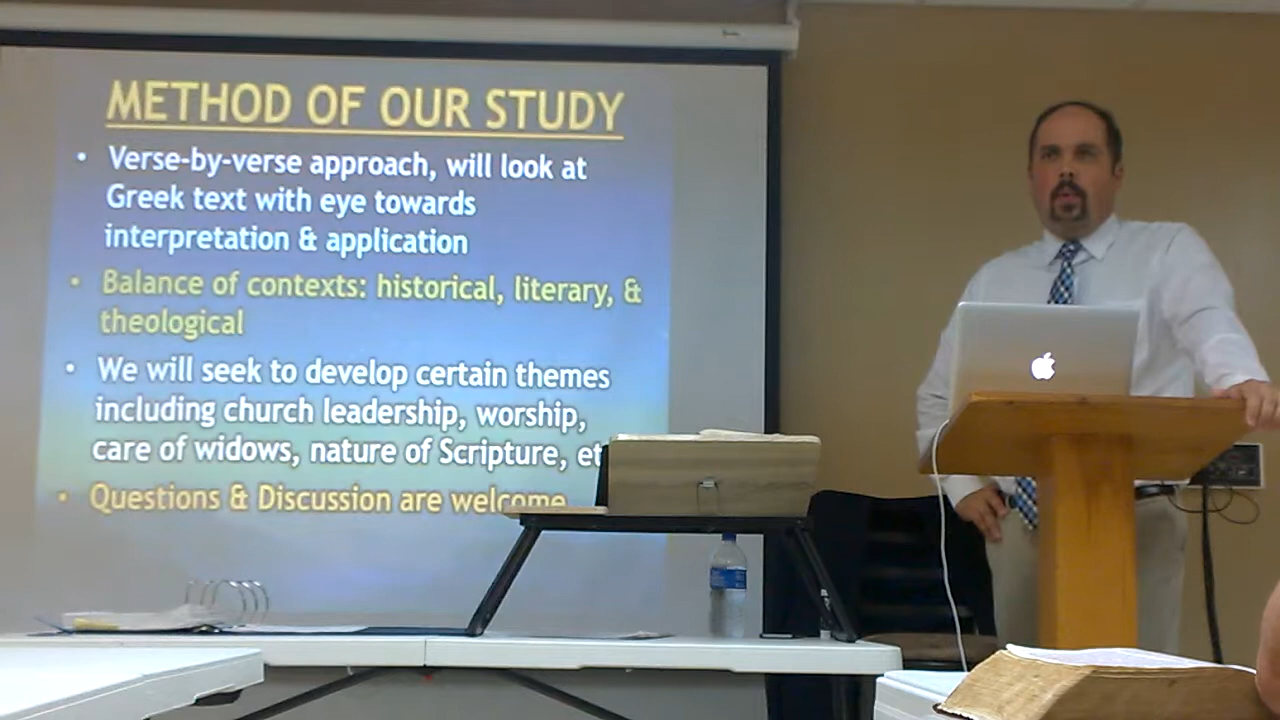 METHOD OF OUR STUDY
• Verse-by-verse approach, will look at
Greek text with eye towards
interpretation & application
• Balance of contexts: historical, literary, &
theological
• We will seek to develop certain themes
including church leadership, worship,
care of widows, nature of Scripture, et
• Questions & Discussion are welcome